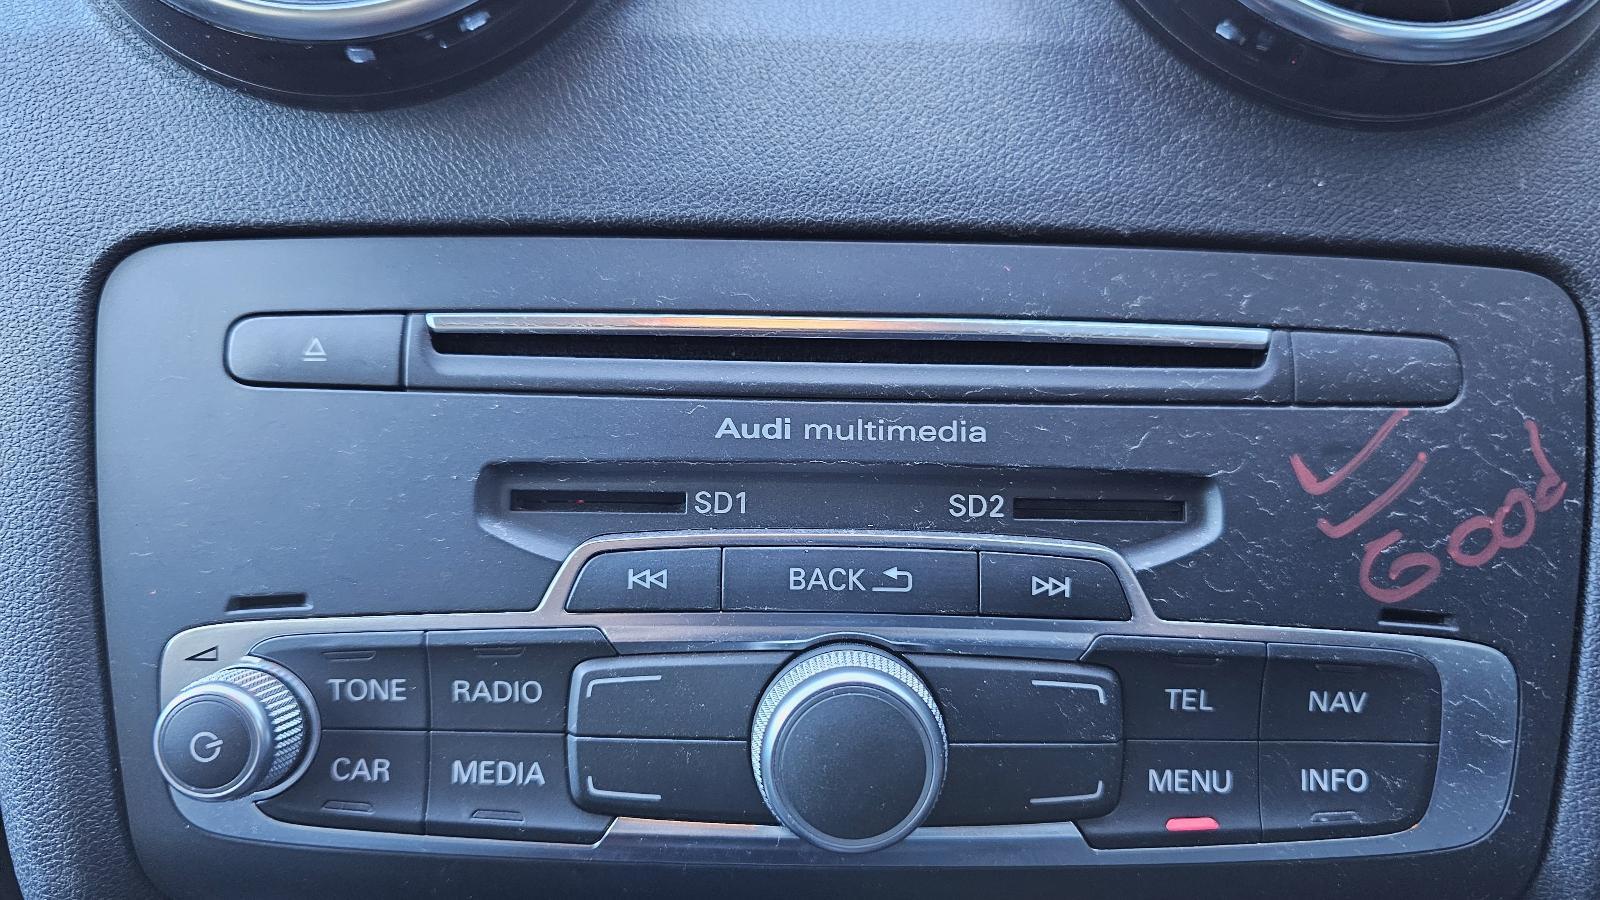 Audi multimedia
SD1 SD2
Good
BACK
TONE RADIO TEL NAV
CAR MEDIA MENU INFO